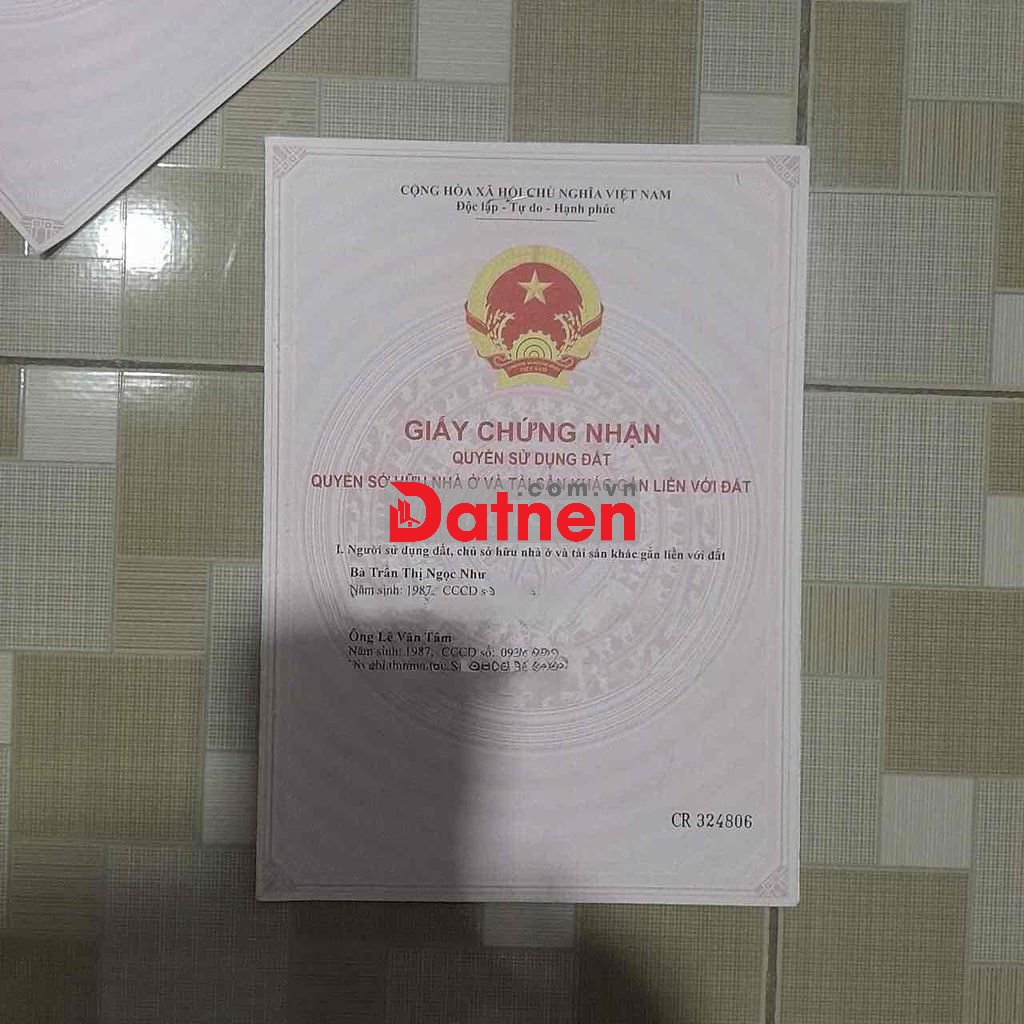 CỘNG HÒA XÃ HỘI CHỦ NGHĨA VIỆT NAM
Độc lập - Tự do - Hạnh phúc
VIỆT NAM
GIẤY CHỨNG NHẬN
QUYỀN SỬ DỤNG ĐẤT
QUYỀN SỞ HỮU NHÀ Ở VÀ TÀI SẢN KHÁC GẮN LIỀN VỚI ĐẤT
.com.vn
Datnen
I. Người sử dụng đất, chủ sở hữu nhà ở và tài sản khác gắn liền với đất
Bà Trần Thị Ngọc Như
Năm sinh: 1987, CCCD
Ông Lê Văn Tâm
Năm sinh: 1987, CCCD số:
CR 324806